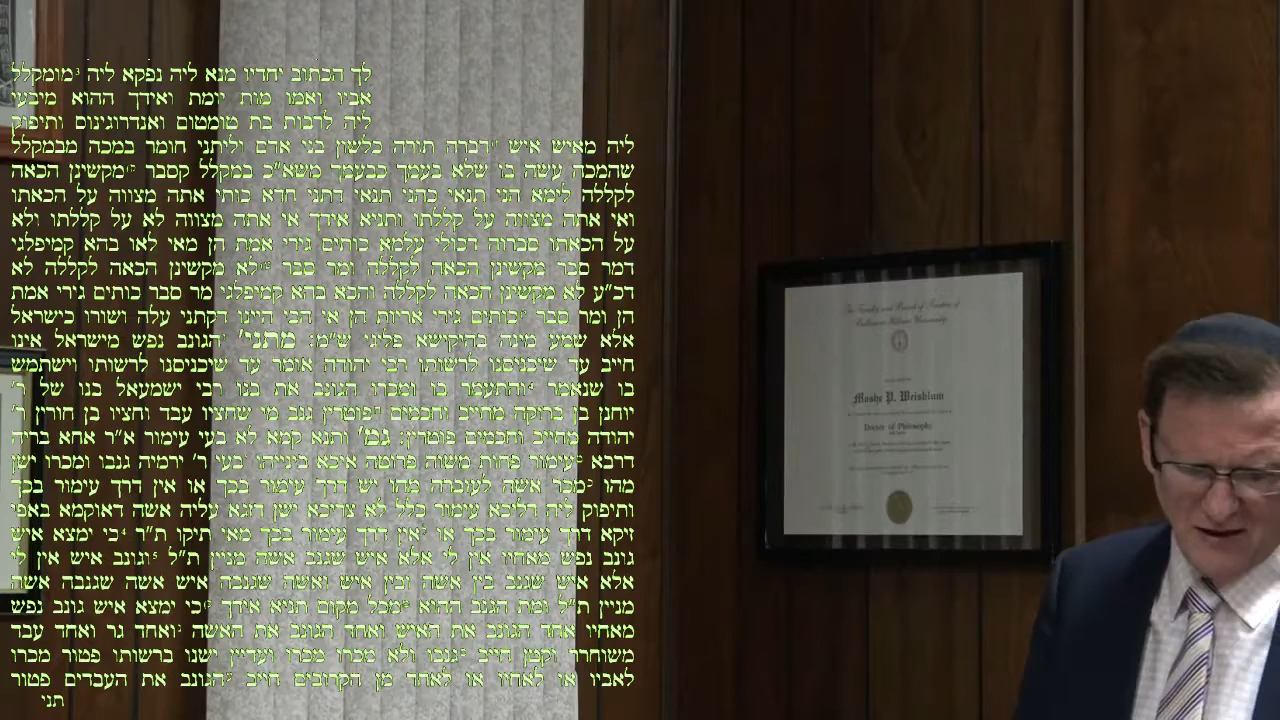 לך הכתוב יחדיו מנא ליה נפקא ליה מומקלל
אביו ואמו מות יומת ואידך ההוא מיבעי
ליה לרבות בת טומטום ואנדרוגינוס ותיפוק
ליה מאיש איש דברה תורה כלשון בני אדם וליתני חומר במכה מבמקלל
שהמכה עשה בו שלא בעמך כבעמך משא"כ במקלל קסבר מקשינן הכאה
לקללה לימא הני תנאי כהני תנאי דתני חדא כותי אתה מצווה על הכאתו
ואי אתה מצווה על קללתו ותניא אידך אי אתה מצווה לא על קללתו ולא
על הכאתו סברוה דכולי עלמא כותים גירי אמת הן מאי לאו בהא קמיפלגי
דמר סבר מקשינן הכאה לקללה ומר סבר לא מקשינן הכאה לקללה לא
דכ"ע לא מקשינן הכאה לקללה והכא בהא קמיפלגי מר סבר כותים גירי אמת
הן ומר סבר כותים גירי אריות הן אי הכי היינו דקתני עלה ושורו כישראל
אלא שמע מינה בהיקישא פליגי ש"מ: מתני' הגונב נפש מישראל אינו
חייב עד שיכניסנו לרשותו רבי יהודה אומר עד שיכניסנו לרשותו וישתמש
בו שנאמר והתעמר בו ומכרו הגונב את בנו רבי ישמעאל בנו של ר'
יוחנן בן ברוקה מחייב וחכמים פוטרין גנב מי שחציו עבד וחציו בן חורין ר'
יהודה מחייב וחכמים פוטרין: גמ' ותנא קמא לא בעי עימור א"ר אחא בריה
דרבא עימור פחות משוה פרוטה איכא בינייהו בעי ר' ירמיה גנבו ומכרו ישן
מהו מכר אשה לעוברה מהו יש דרך עימור בכך או אין דרך עימור בכך
ותיפוק ליה דליכא עימור כלל לא צריכא ישן דזגא עליה אשה דאוקמא באפי
זיקא דרך עימור בכך או אין דרך עימור בכך מאי תיקו ת"ר כי ימצא איש
גונב נפש מאחיו אין לי אלא איש שגנב אשה מניין ת"ל וגונב איש אין לי
אלא איש שגנב בין אשה ובין איש ואשה שגנבה איש אשה שגנבה אשה
מניין ת"ל ומת הגנב ההוא מכל מקום תניא אידך כי ימצא איש גונב נפש
מאחיו אחד הגונב את האיש ואחד הגונב את האשה ואחד גר ואחד עבד
משוחרר וקטן חייב גנבו ולא מכרו מכרו ועדיין ישנו ברשותו פטור מכרו
לאביו או לאחיו או לאחד מן הקרובים חייב הגונב את העבדים פטור
תני
Moshe P. Weisblum
Doctor of Philosophy